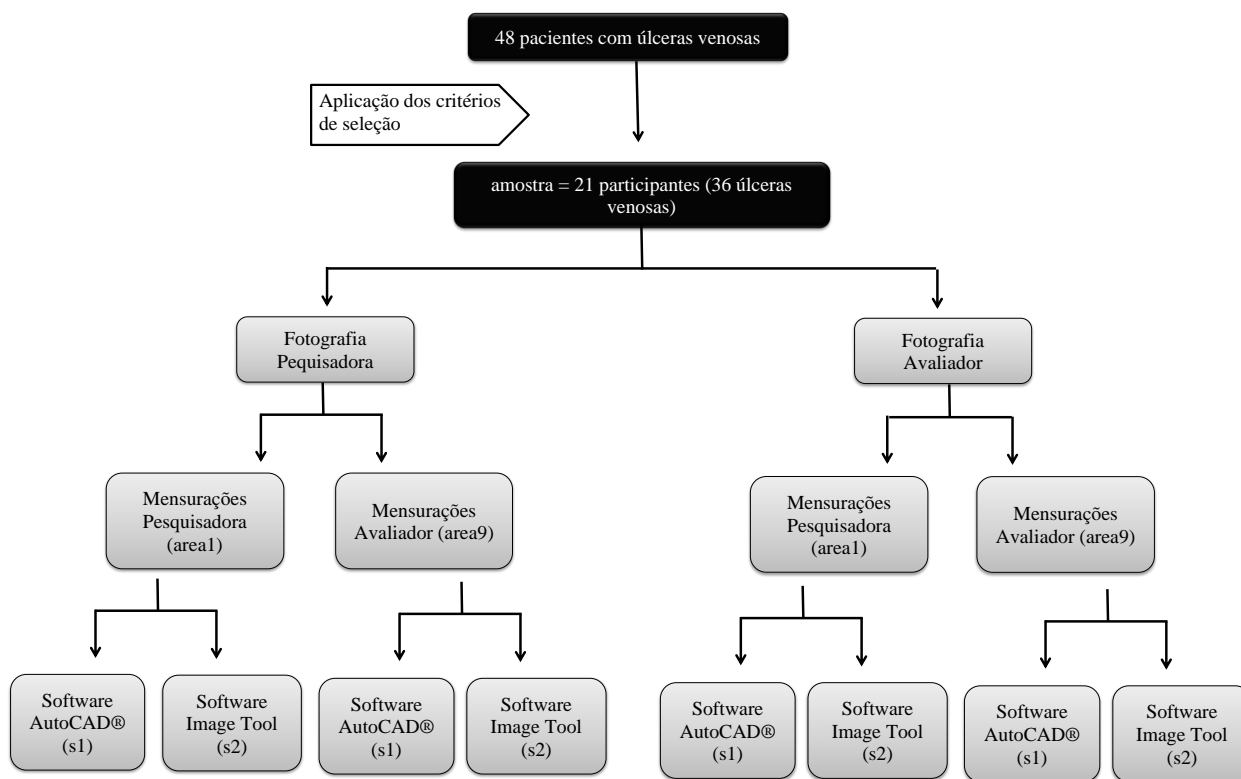 48 pacientes com úlceras venosas
Aplicação dos critérios
de seleção
amostra = 21 participantes (36 úlceras
venosas)
Fotografia
Pequisadora
Fotografia
Avaliador
Mensurações
Pesquisadora
(area1)
Mensurações
Avaliador (area9)
Mensurações
Pesquisadora
(area1)
Mensurações
Avaliador (area9)
Software
AutoCAD®
(s1)
Software
Image Tool
(s2)
Software
AutoCAD®
(s1)
Software
Image Tool
(s2)
Software
AutoCAD®
(s1)
Software
Image Tool
(s2)
Software
AutoCAD®
(s1)
Software
Image Tool
(s2)